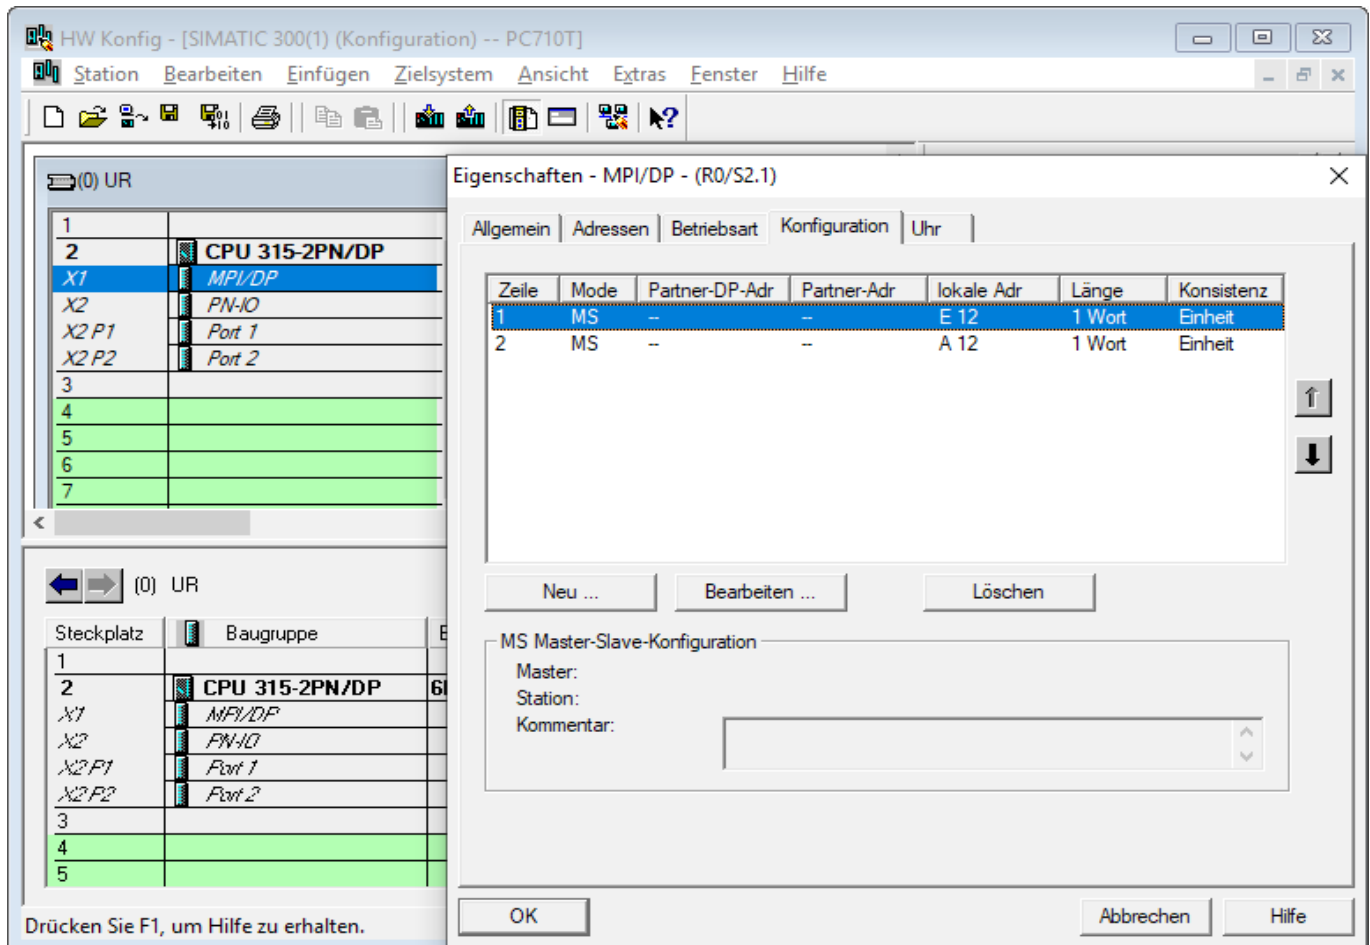 HW Konfig - [SIMATIC 300(1) (Konfiguration) -- PC710T]
Station Bearbeiten Einfügen Zielsystem Ansicht Extras Fenster Hilfe
(0) UR
1
2 CPU 315-2PN/DP
X1 MPI/DP
X2 PN-IO
X2 P1 Port 1
X2 P2 Port 2
3
4
5
6
7
Eigenschaften - MPI/DP - (R0/S2.1)
Allgemein Adressen Betriebsart Konfiguration Uhr
Zeile Mode Partner-DP-Adr Partner-Adr lokale Adr Länge Konsistenz
1 MS -- -- E 12 1 Wort Einheit
2 MS -- -- A 12 1 Wort Einheit
Neu ... Bearbeiten ... Löschen
MS Master-Slave-Konfiguration
Master:
Station:
Kommentar:
OK Abbrechen Hilfe
(0) UR
Steckplatz Baugruppe
1
2 CPU 315-2PN/DP
X1 MPI/DP
X2 PN-IO
X2 P1 Port 1
X2 P2 Port 2
3
4
5
Drücken Sie F1, um Hilfe zu erhalten.